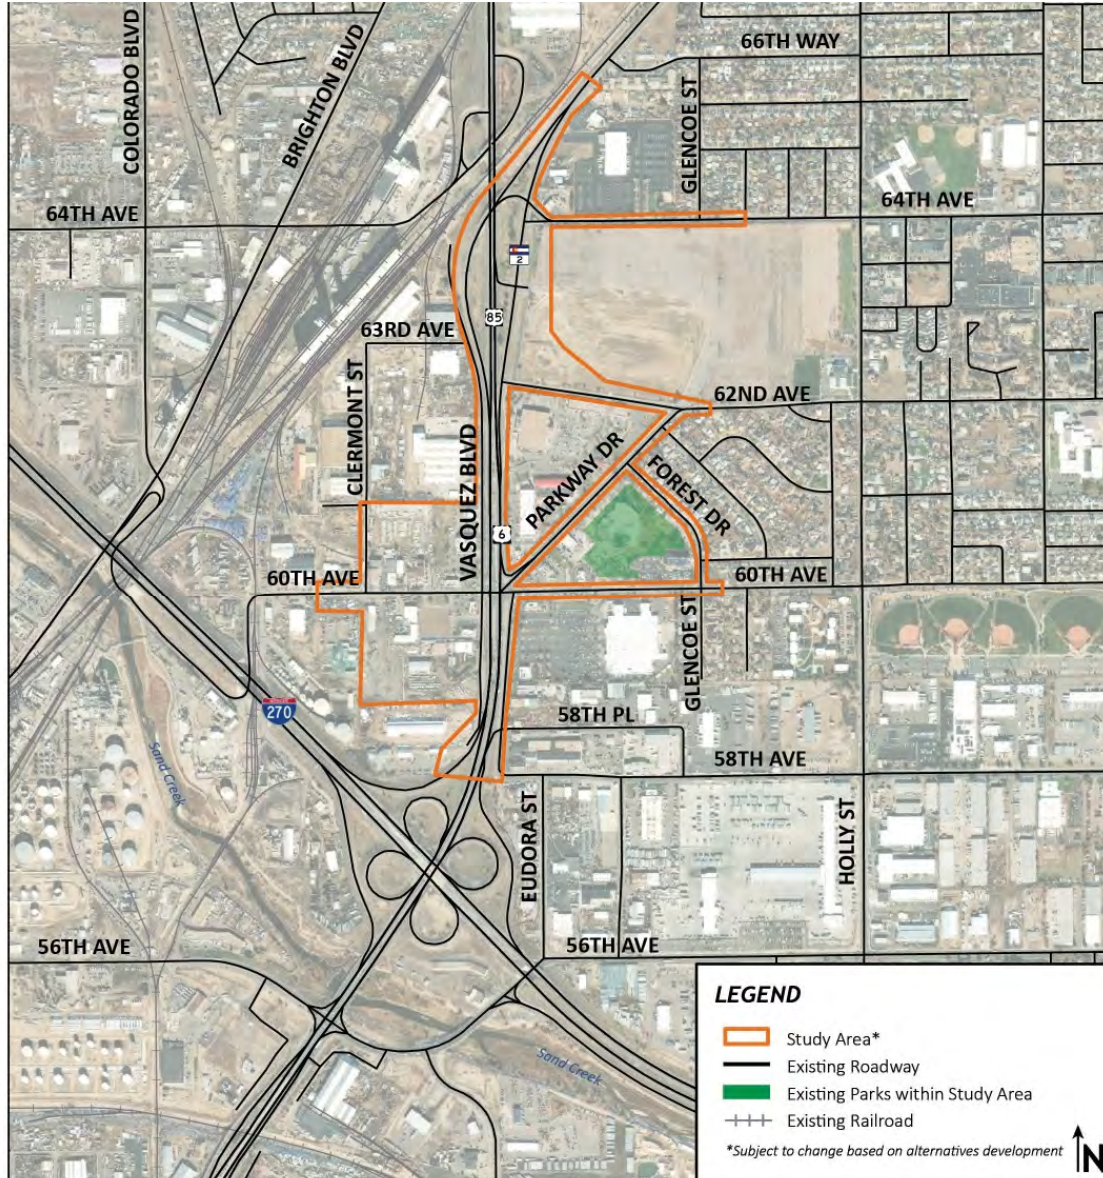 66TH WAY
COLORADO BLVD
BRIGHTON BLVD
GLENCOE ST
64TH AVE
64TH AVE
2
85
63RD AVE
CLERMONT ST
VASQUEZ BLVD
62ND AVE
PARKWAY DR
FOREST DR
6
60TH AVE
60TH AVE
GLENCOE ST
270
58TH PL
58TH AVE
Sand Creek
EUDORA ST
HOLLY ST
56TH AVE
56TH AVE
Sand Creek
LEGEND
Study Area*
Existing Roadway
Existing Parks within Study Area
Existing Railroad
*Subject to change based on alternatives development
N